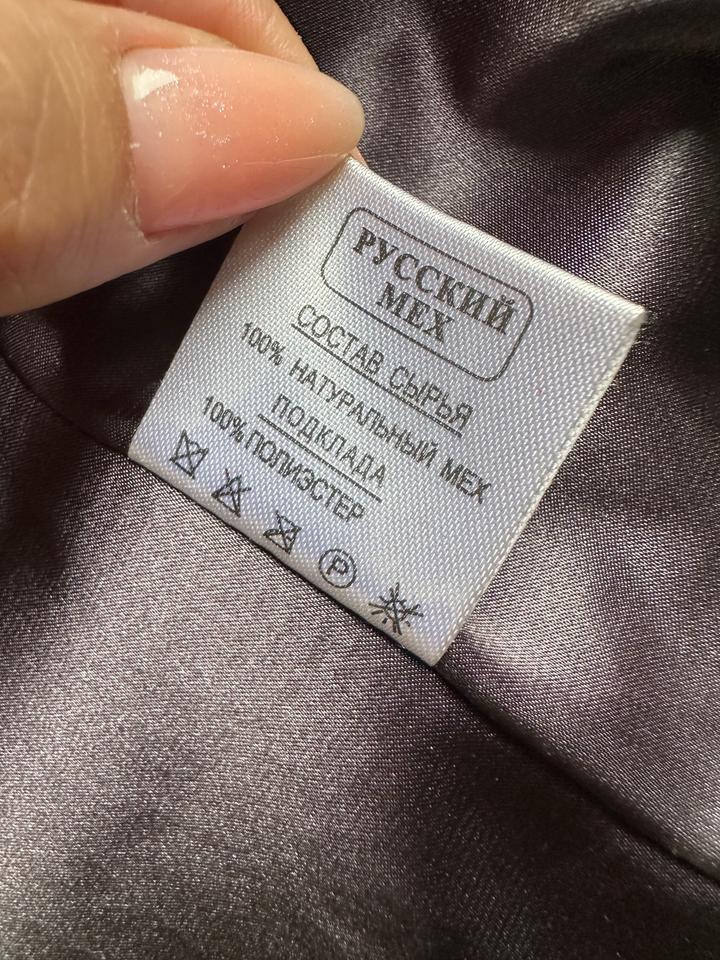 РУССКИЙ
МЕХ
СОСТАВ СЫРЬЯ
100% НАТУРАЛЬНЫЙ МЕХ
ПОДКЛАДА
100% ПОЛИЭСТЕР
P